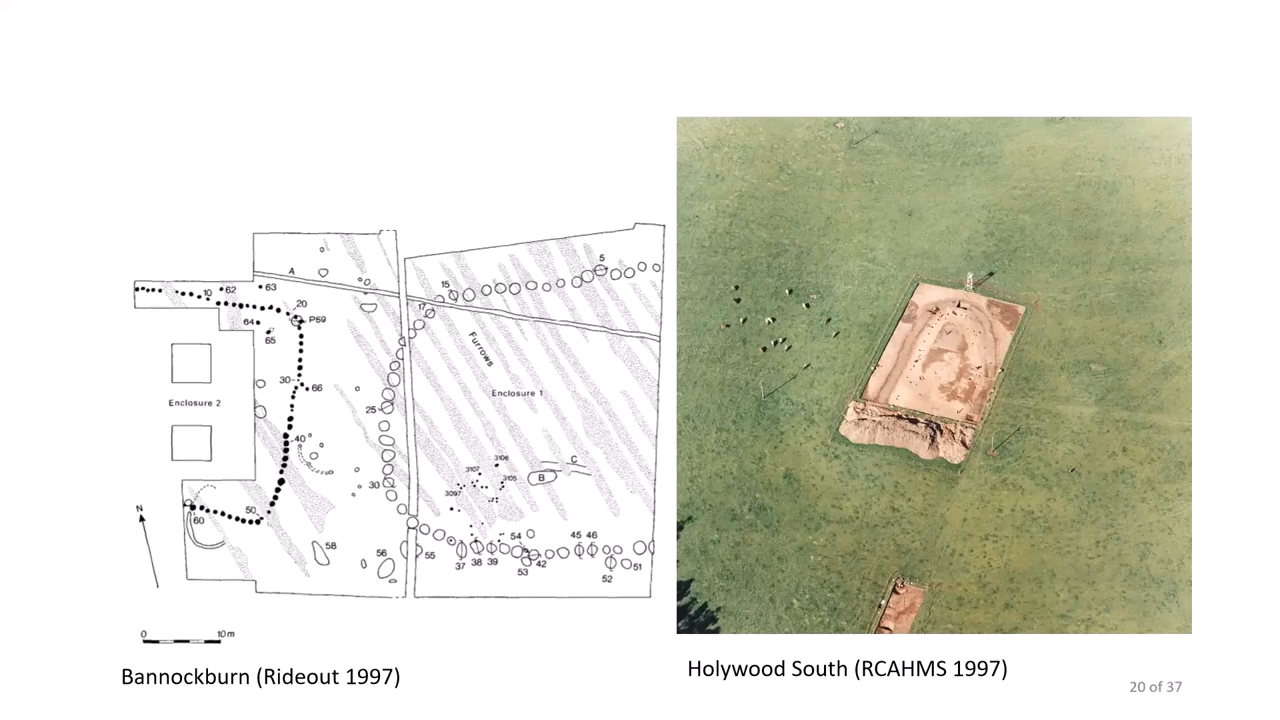 5
A
15
63
62
10
20
17
P59
64
65
Furrows
30
66
Enclosure 2
Enclosure 1
25
40
3108
3107
C
3105
B
30
3097
N
50
60
54
45 46
58
56
55
37
38
39
42
53
51
52
0 10m
Bannockburn (Rideout 1997)
Holywood South (RCAHMS 1997)
20 of 37